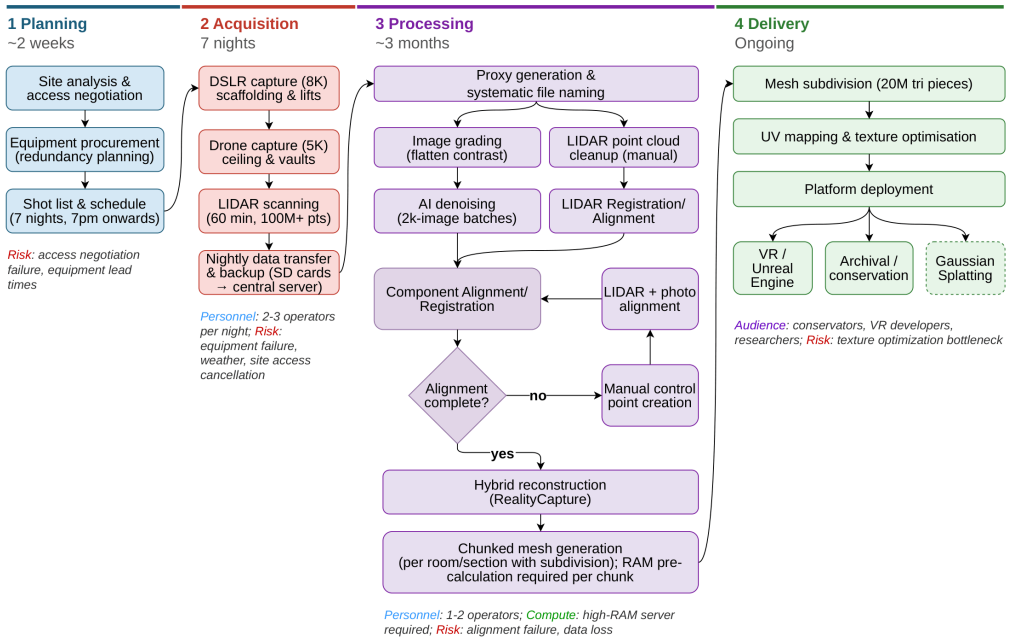 1 Planning
~2 weeks
Site analysis &
access negotiation
Equipment procurement
(redundancy planning)
Shot list & schedule
(7 nights, 7pm onwards)
Risk: access negotiation
failure, equipment lead
times
2 Acquisition
7 nights
DSLR capture (8K)
scaffolding & lifts
Drone capture (5K)
ceiling & vaults
LIDAR scanning
(60 min, 100M+ pts)
Nightly data transfer
& backup (SD cards
→ central server)
Personnel: 2-3 operators
per night; Risk:
equipment failure,
weather, site access
cancellation
3 Processing
~3 months
Proxy generation &
systematic file naming
Image grading
(flatten contrast)
LIDAR point cloud
cleanup (manual)
AI denoising
(2k-image batches)
LIDAR Registration/
Alignment
Component Alignment/
Registration
LIDAR + photo
alignment
Alignment
complete?
no
Manual control
point creation
yes
Hybrid reconstruction
(RealityCapture)
Chunked mesh generation
(per room/section with subdivision); RAM pre-
calculation required per chunk
Personnel: 1-2 operators; Compute: high-RAM server
required; Risk: alignment failure, data loss
4 Delivery
Ongoing
Mesh subdivision (20M tri pieces)
UV mapping & texture optimisation
Platform deployment
VR /
Unreal
Engine
Archival /
conservation
Gaussian
Splatting
Audience: conservators, VR developers,
researchers; Risk: texture optimization bottleneck